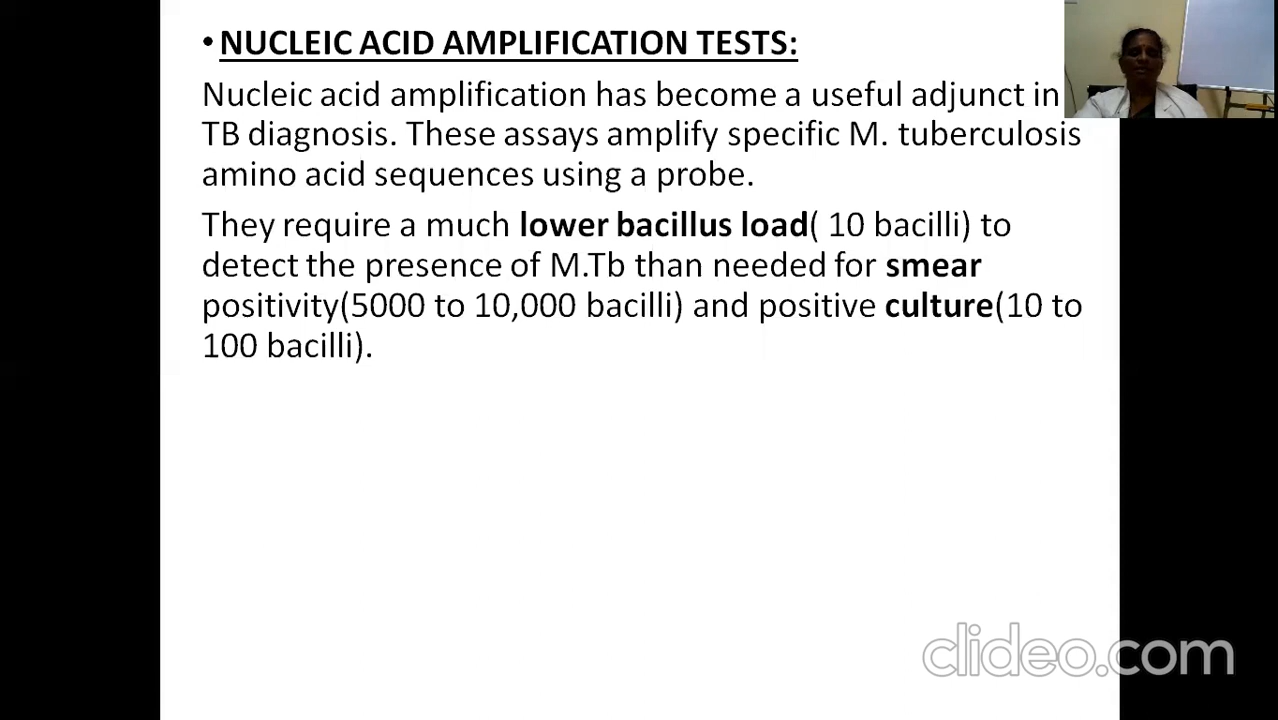 • NUCLEIC ACID AMPLIFICATION TESTS:
Nucleic acid amplification has become a useful adjunct in
TB diagnosis. These assays amplify specific M. tuberculosis
amino acid sequences using a probe.
They require a much lower bacillus load( 10 bacilli) to
detect the presence of M.Tb than needed for smear
positivity(5000 to 10,000 bacilli) and positive culture(10 to
100 bacilli).
clideo.com